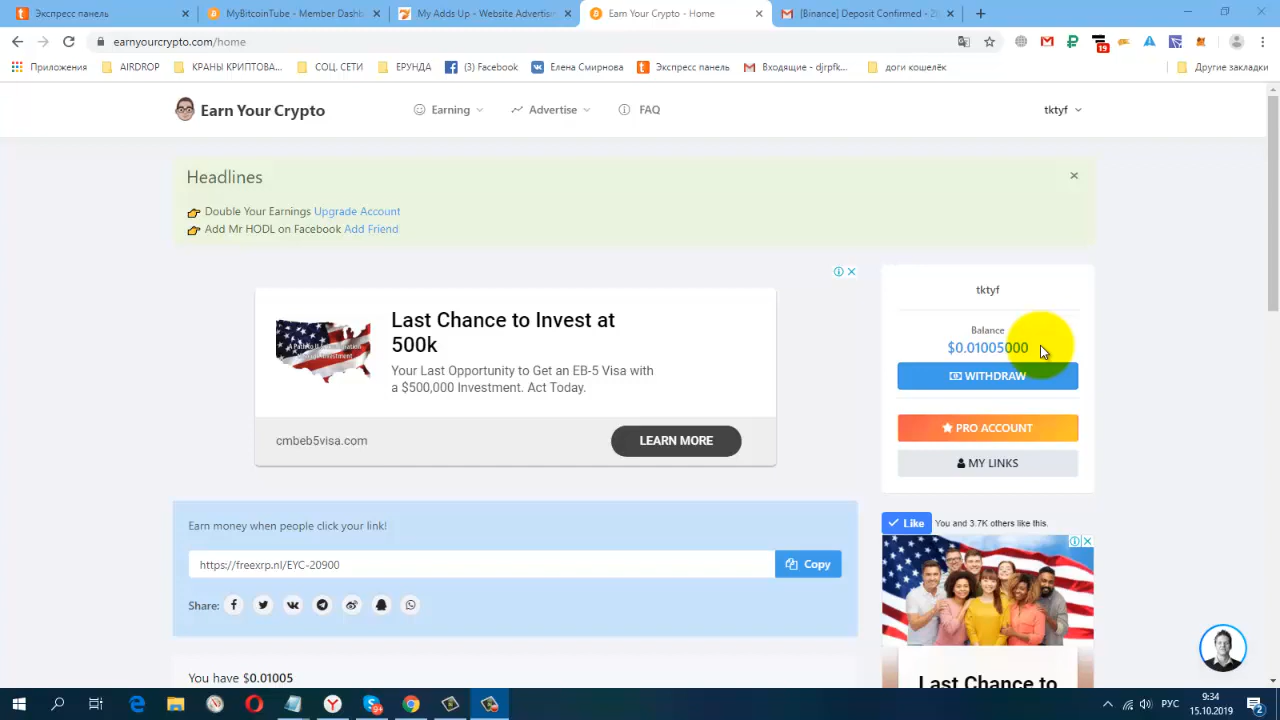 Экспресс панель
MyBitcoinTube - Member Dashb
My Adds Up - Website Advertisin
Earn Your Crypto - Home
[Binance] Deposit Confirmed - 20
earnyourcrypto.com/home
19
Приложения
AIRDROP
КРАНЫ КРИПТОВА...
СОЦ. СЕТИ
ЕРУНДА
(3) Facebook
Елена Смирнова
Экспресс панель
Входящие - djrpfk...
доги кошелёк
Другие закладки
Earn Your Crypto
Earning
Advertise
FAQ
tktyf
Headlines
Double Your Earnings Upgrade Account
Add Mr HODL on Facebook Add Friend
Last Chance to Invest at
500k
Your Last Opportunity to Get an EB-5 Visa with
a $500,000 Investment. Act Today.
cmbeb5visa.com
LEARN MORE
tktyf
Balance
$0.01005000
WITHDRAW
PRO ACCOUNT
MY LINKS
Like
You and 3.7K others like this.
Earn money when people click your link!
https://freexrp.nl/EYC-20900
Copy
Share:
You have $0.01005
Last Chance to
РУС
9:34
15.10.2019
2